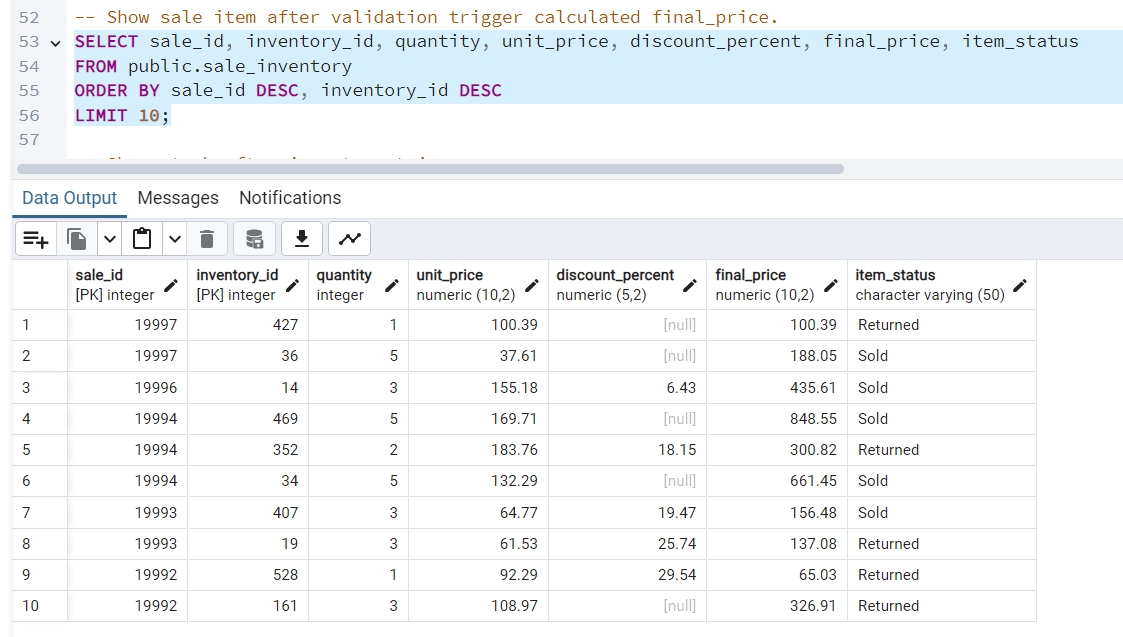 52 -- Show sale item after validation trigger calculated final_price.
53 SELECT sale_id, inventory_id, quantity, unit_price, discount_percent, final_price, item_status
54 FROM public.sale_inventory
55 ORDER BY sale_id DESC, inventory_id DESC
56 LIMIT 10;
57
Data Output Messages Notifications
sale_id inventory_id quantity unit_price discount_percent final_price item_status
[PK] integer [PK] integer integer numeric (10,2) numeric (5,2) numeric (10,2) character varying (50)
1 19997 427 1 100.39 [null] 100.39 Returned
2 19997 36 5 37.61 [null] 188.05 Sold
3 19996 14 3 155.18 6.43 435.61 Sold
4 19994 469 5 169.71 [null] 848.55 Sold
5 19994 352 2 183.76 18.15 300.82 Returned
6 19994 34 5 132.29 [null] 661.45 Sold
7 19993 407 3 64.77 19.47 156.48 Sold
8 19993 19 3 61.53 25.74 137.08 Returned
9 19992 528 1 92.29 29.54 65.03 Returned
10 19992 161 3 108.97 [null] 326.91 Returned